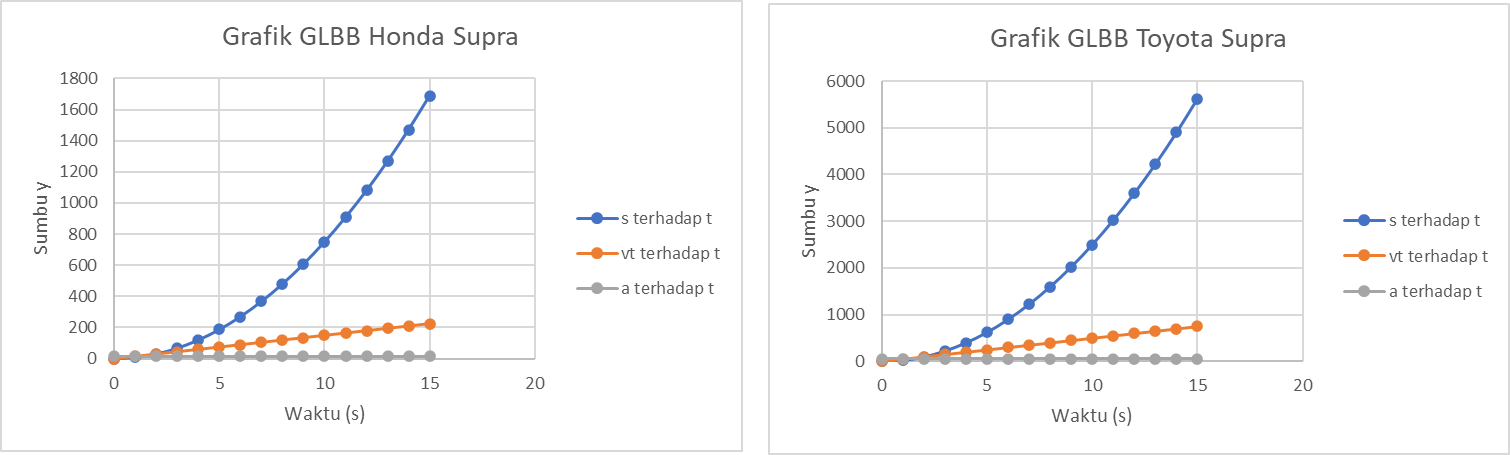 Grafik GLBB Honda Supra
1800
1600
1400
1200
1000
800
600
400
200
0
0 5 10 15 20
Sumbu y
Waktu (s)
s terhadap t
vt terhadap t
a terhadap t
Grafik GLBB Toyota Supra
6000
5000
4000
3000
2000
1000
0
0 5 10 15 20
Sumbu y
Waktu (s)
s terhadap t
vt terhadap t
a terhadap t